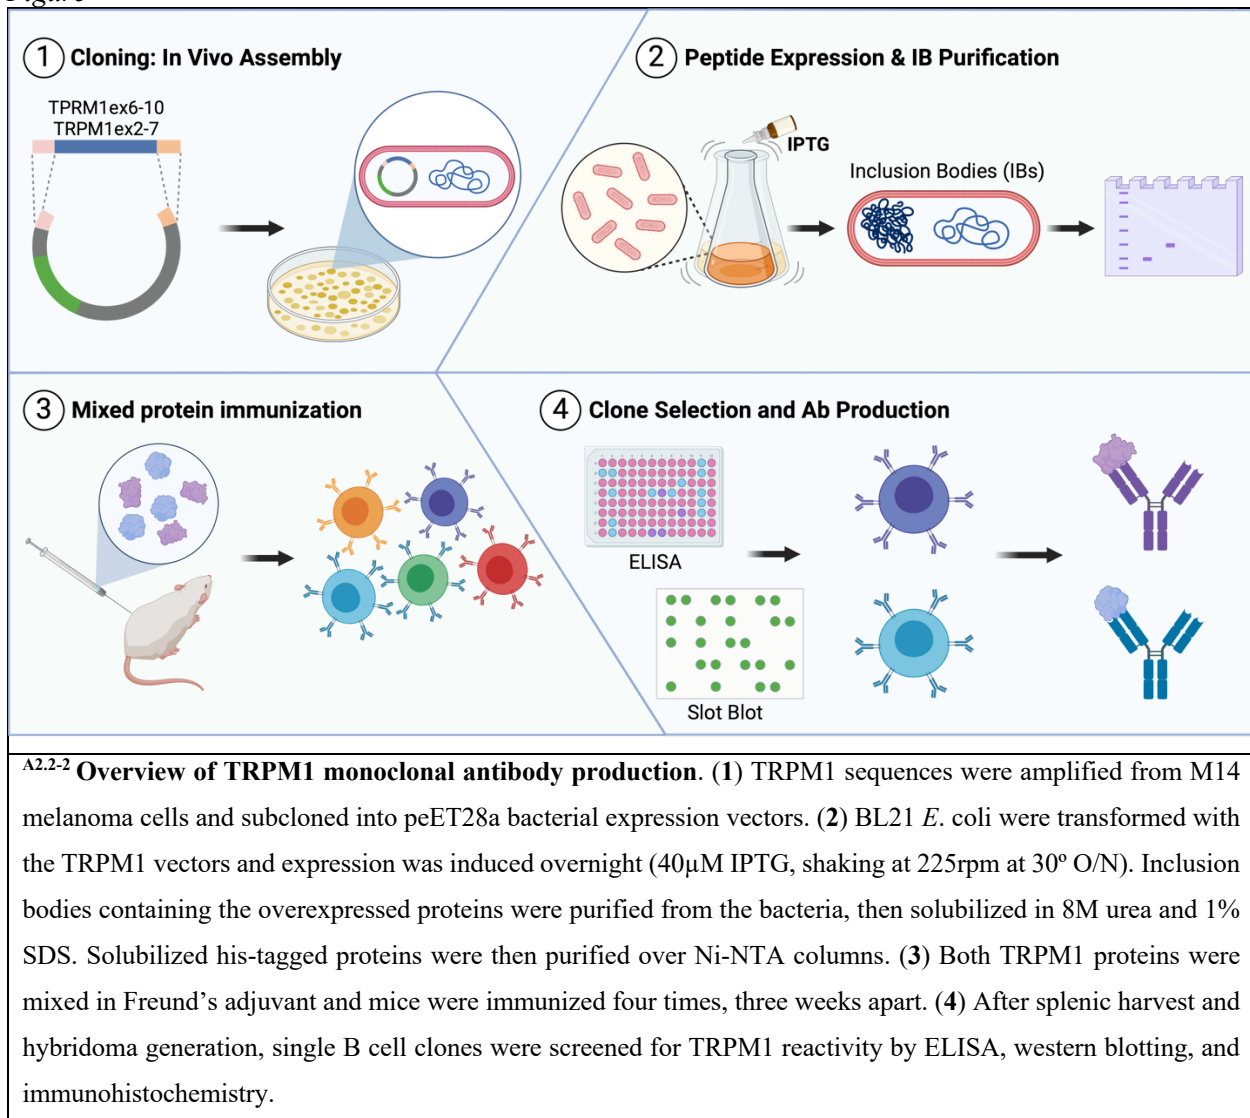 Figure
1 Cloning: In Vivo Assembly
TPRM1ex6-10
TRPM1ex2-7
2 Peptide Expression & IB Purification
IPTG
Inclusion Bodies (IBs)
3 Mixed protein immunization
4 Clone Selection and Ab Production
ELISA
Slot Blot
A2.2-2 Overview of TRPM1 monoclonal antibody production. (1) TRPM1 sequences were amplified from M14
melanoma cells and subcloned into peET28a bacterial expression vectors. (2) BL21 E. coli were transformed with
the TRPM1 vectors and expression was induced overnight (40µM IPTG, shaking at 225rpm at 30º O/N). Inclusion
bodies containing the overexpressed proteins were purified from the bacteria, then solubilized in 8M urea and 1%
SDS. Solubilized his-tagged proteins were then purified over Ni-NTA columns. (3) Both TRPM1 proteins were
mixed in Freund’s adjuvant and mice were immunized four times, three weeks apart. (4) After splenic harvest and
hybridoma generation, single B cell clones were screened for TRPM1 reactivity by ELISA, western blotting, and
immunohistochemistry.